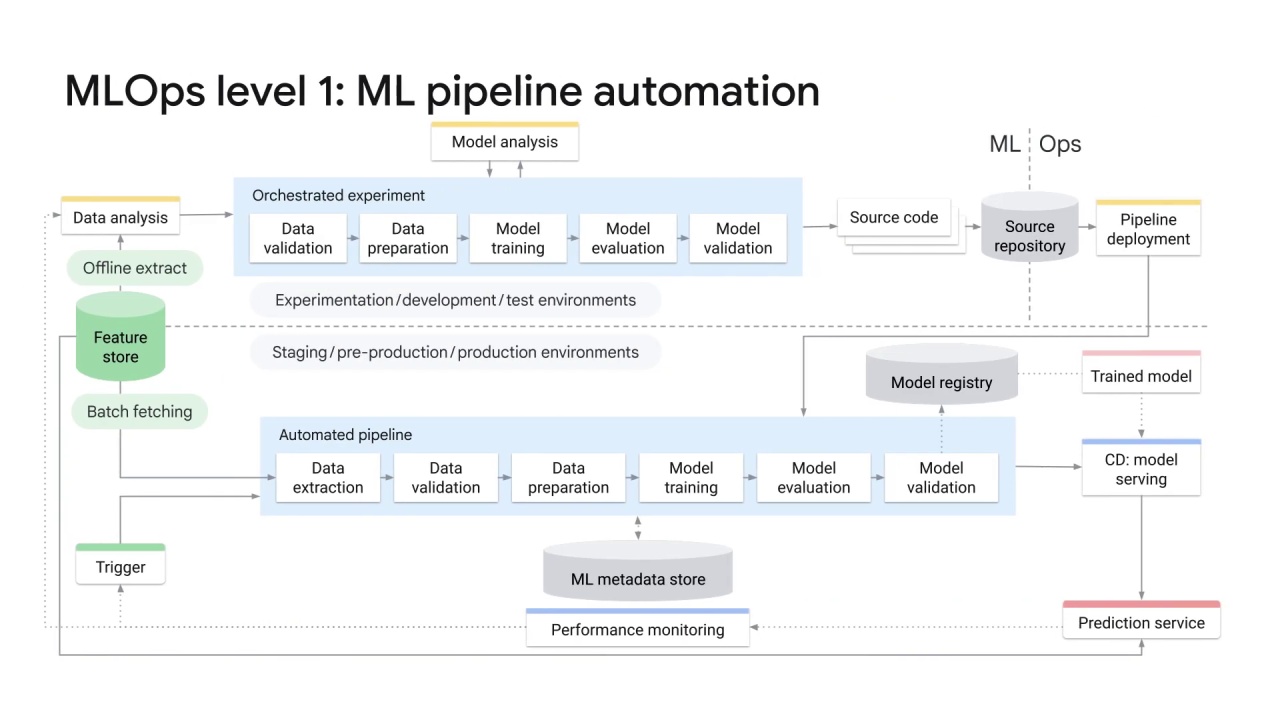 MLOps level 1: ML pipeline automation
Model analysis
ML
Ops
Data analysis
Orchestrated experiment
Data
validation
Data
preparation
Model
training
Model
evaluation
Model
validation
Source code
Source
repository
Pipeline
deployment
Offline extract
Experimentation/development/test environments
Feature
store
Staging/pre-production/production environments
Batch fetching
Model registry
Trained model
Automated pipeline
Data
extraction
Data
validation
Data
preparation
Model
training
Model
evaluation
Model
validation
CD: model
serving
Trigger
ML metadata store
Performance monitoring
Prediction service